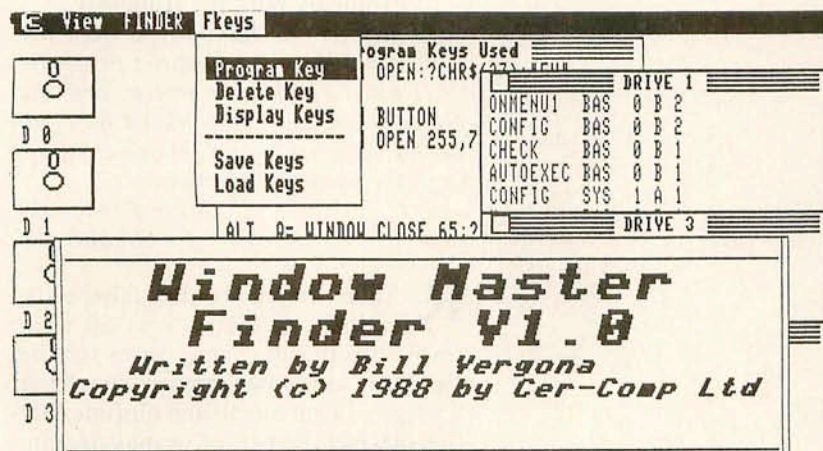 View FINDER Fkeys
Program Key
Delete Key
Display Keys
Save Keys
Load Keys
ogram Keys Used
OPEN:?CHR$(27);
BUTTON
OPEN 255,7
ALT A= WINDOW CLOSE 65:?
DRIVE 1
ONMENU1 BAS 0 B 2
CONFIG BAS 0 B 2
CHECK BAS 0 B 1
AUTOEXEC BAS 0 B 1
CONFIG SYS 1 A 1
DRIVE 3
D 0
D 1
D 2
D 3
Window Master
Finder V1.0
Written by Bill Vergona
Copyright (c) 1988 by Cer-Comp Ltd